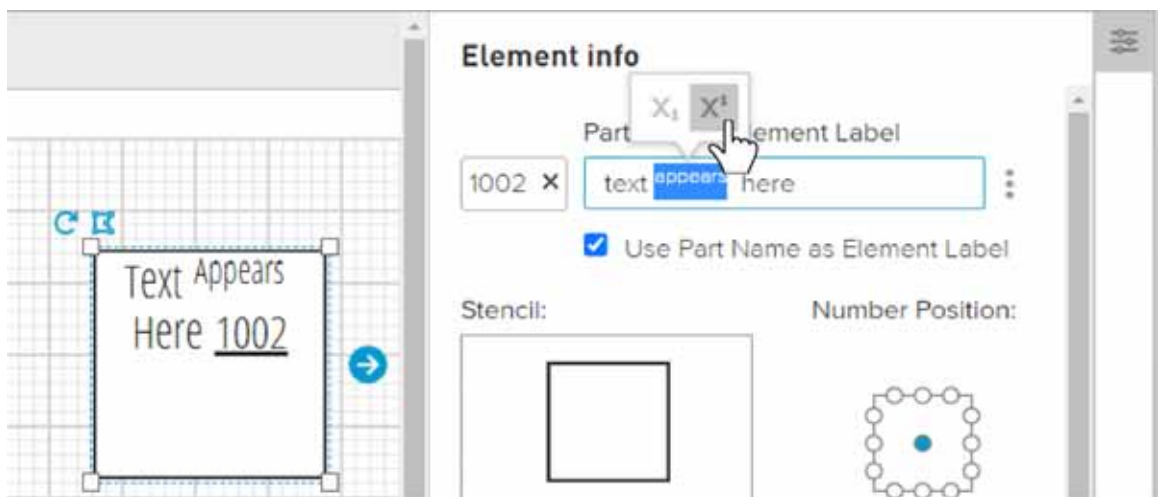 Element info
X₁ X¹
Part ement Label
1002 × text appears here
Use Part Name as Element Label
Text Appears
Here 1002
Stencil:
Number Position: